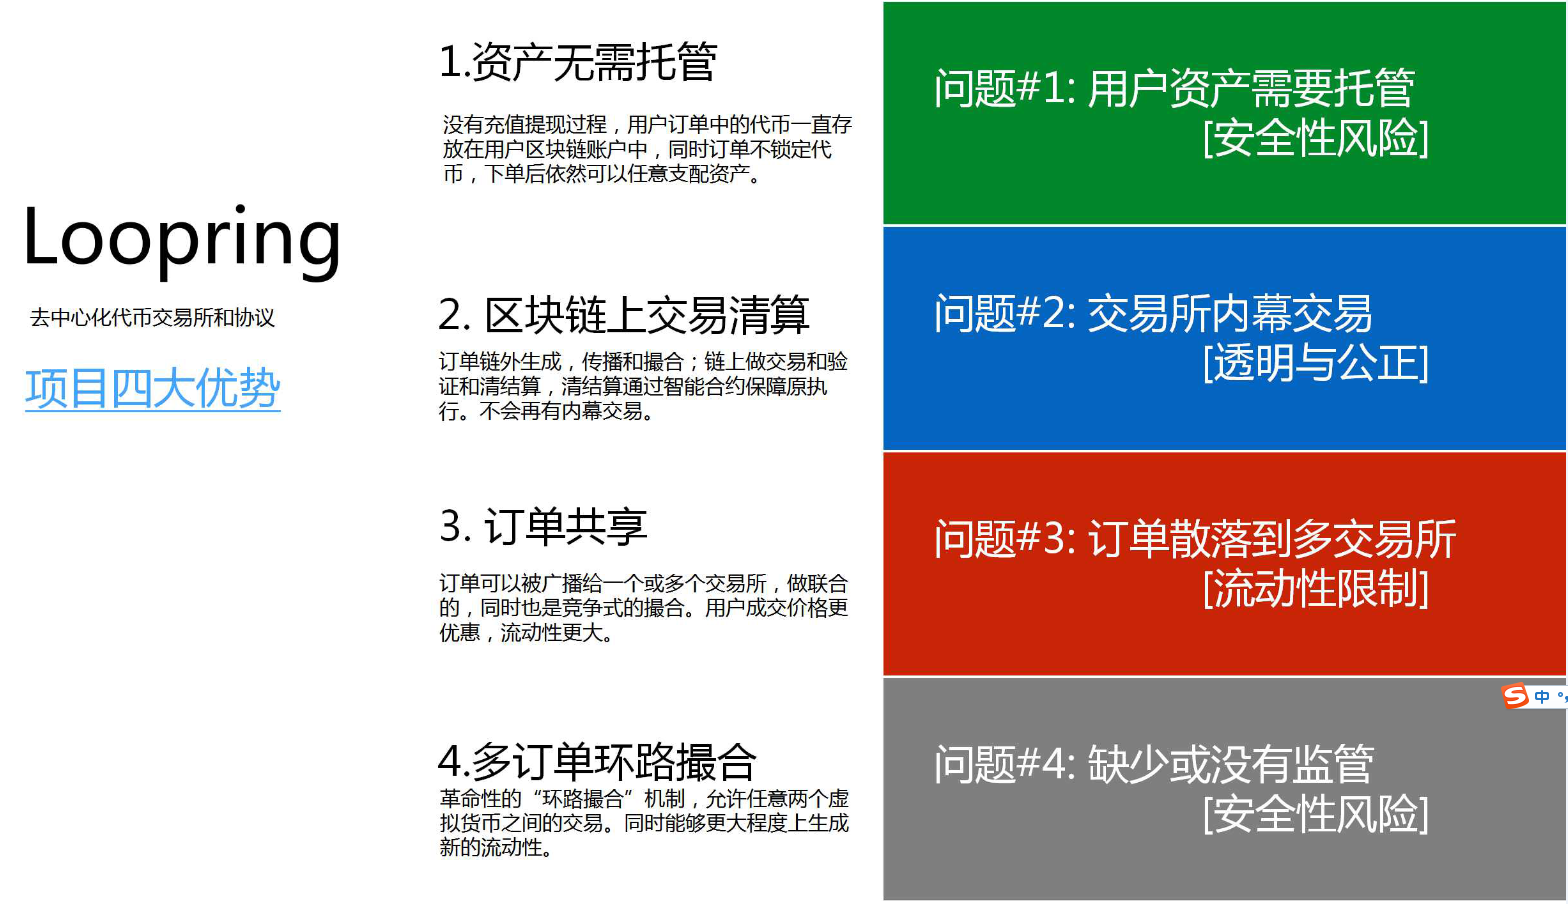 Loopring
去中心化代币交易所和协议
项目四大优势
1.资产无需托管
没有充值提现过程，用户订单中的代币一直存
放在用户区块链账户中，同时订单不锁定代
币，下单后依然可以任意支配资产。
2. 区块链上交易清算
订单链外生成，传播和撮合；链上做交易和验
证和清结算，清结算通过智能合约保障原执
行。不会再有内幕交易。
3. 订单共享
订单可以被广播给一个或多个交易所，做联合
的，同时也是竞争式的撮合。用户成交价格更
优惠，流动性更大。
4.多订单环路撮合
革命性的“环路撮合”机制，允许任意两个虚
拟货币之间的交易。同时能够更大程度上生成
新的流动性。
问题#1: 用户资产需要托管
[安全性风险]
问题#2: 交易所内幕交易
[透明与公正]
问题#3: 订单散落到多交易所
[流动性限制]
问题#4: 缺少或没有监管
[安全性风险]
S 中 °,